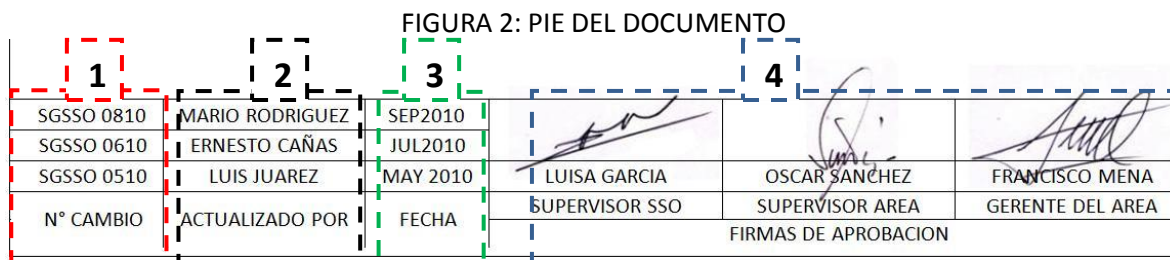 FIGURA 2: PIE DEL DOCUMENTO
1 2 3 4
SGSSO 0810 MARIO RODRIGUEZ SEP2010
SGSSO 0610 ERNESTO CAÑAS JUL2010
SGSSO 0510 LUIS JUAREZ MAY 2010 LUISA GARCIA OSCAR SANCHEZ FRANCISCO MENA
N° CAMBIO ACTUALIZADO POR FECHA SUPERVISOR SSO SUPERVISOR AREA GERENTE DEL AREA
FIRMAS DE APROBACION